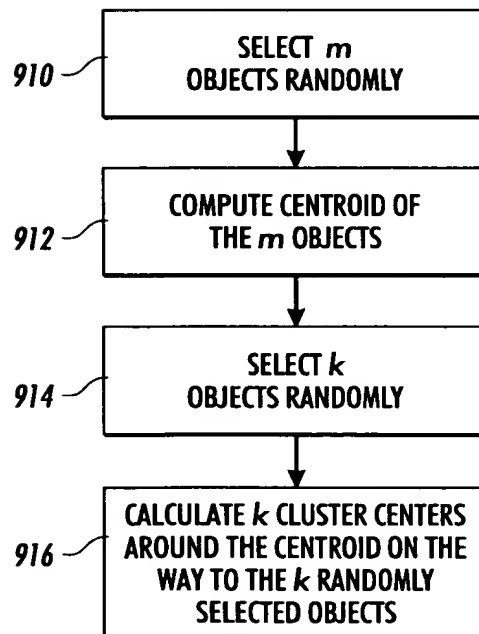 910
SELECT m
OBJECTS RANDOMLY
912
COMPUTE CENTROID OF
THE m OBJECTS
914
SELECT k
OBJECTS RANDOMLY
916
CALCULATE k CLUSTER CENTERS
AROUND THE CENTROID ON THE
WAY TO THE k RANDOMLY
SELECTED OBJECTS